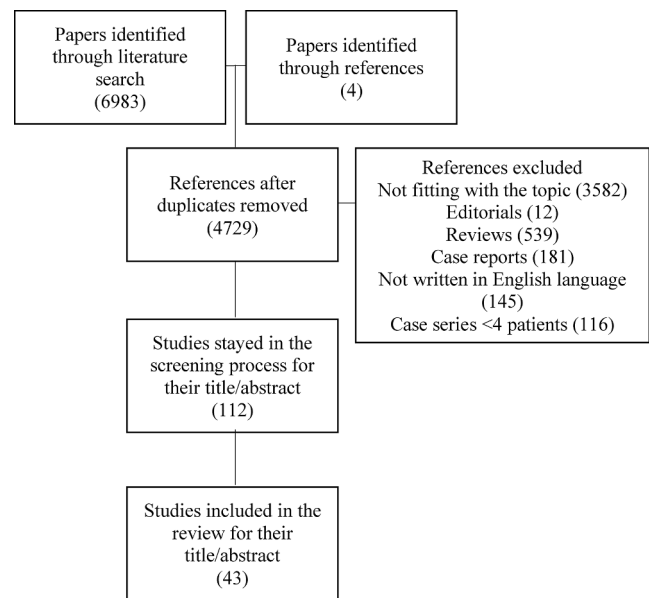 Papers identified
through literature
search
(6983)
Papers identified
through references
(4)
References after
duplicates removed
(4729)
References excluded
Not fitting with the topic (3582)
Editorials (12)
Reviews (539)
Case reports (181)
Not written in English language
(145)
Case series <4 patients (116)
Studies stayed in the
screening process for
their title/abstract
(112)
Studies included in the
review for their
title/abstract
(43)